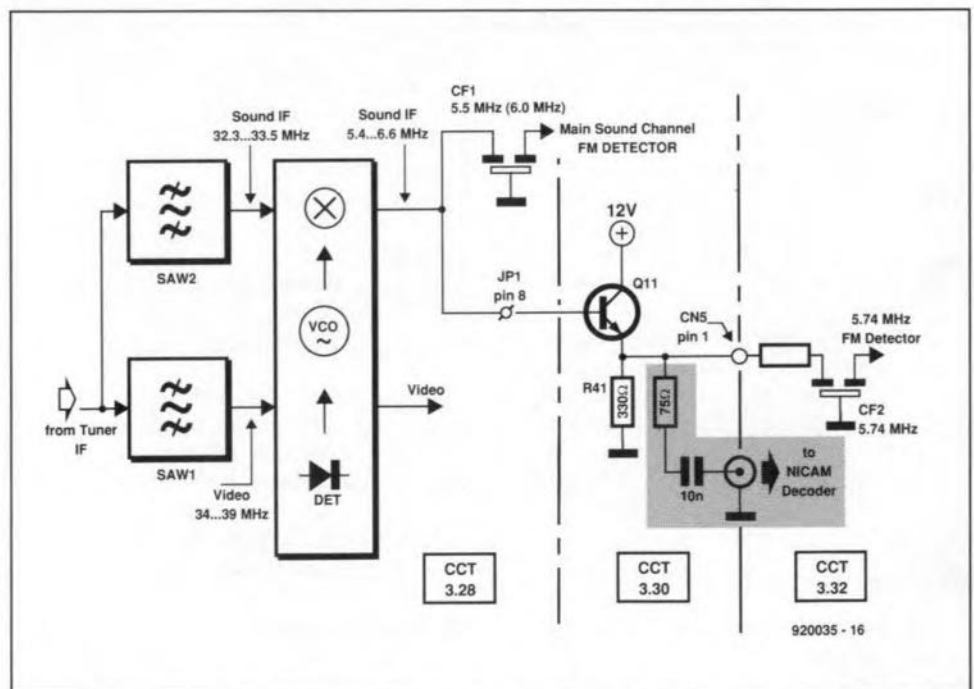 CF1
5.5 MHz (6.0 MHz)
Sound IF
32.3...33.5 MHz
Sound IF
5.4...6.6 MHz
Main Sound Channel
FM DETECTOR
SAW2
12V
Q11
JP1
pin 8
CN5
pin 1
5.74 MHz
FM Detector
VCO
~
R41
330Ω
75Ω
CF2
5.74 MHz
from Tuner
IF
Video
SAW1
Video
34...39 MHz
DET
10n
to
NICAM
Decoder
CCT
3.28
CCT
3.30
CCT
3.32
920035 - 16